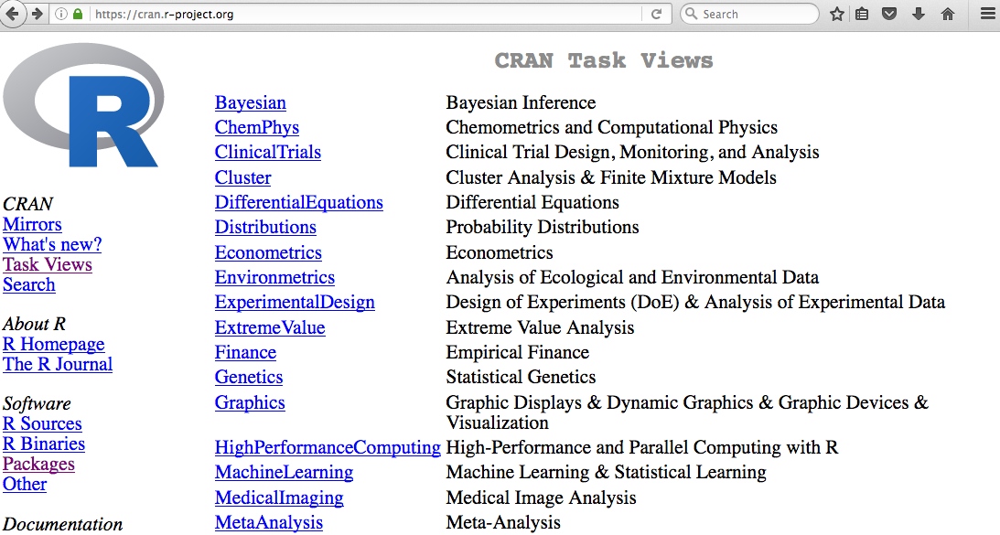 https://cran.r-project.org
Search
R
CRAN Task Views
CRAN
Mirrors
What's new?
Task Views
Search
About R
R Homepage
The R Journal
Software
R Sources
R Binaries
Packages
Other
Documentation
Bayesian Bayesian Inference
ChemPhys Chemometrics and Computational Physics
ClinicalTrials Clinical Trial Design, Monitoring, and Analysis
Cluster Cluster Analysis & Finite Mixture Models
DifferentialEquations Differential Equations
Distributions Probability Distributions
Econometrics Econometrics
Environmetrics Analysis of Ecological and Environmental Data
ExperimentalDesign Design of Experiments (DoE) & Analysis of Experimental Data
ExtremeValue Extreme Value Analysis
Finance Empirical Finance
Genetics Statistical Genetics
Graphics Graphic Displays & Dynamic Graphics & Graphic Devices &
Visualization
HighPerformanceComputing High-Performance and Parallel Computing with R
MachineLearning Machine Learning & Statistical Learning
MedicalImaging Medical Image Analysis
MetaAnalysis Meta-Analysis